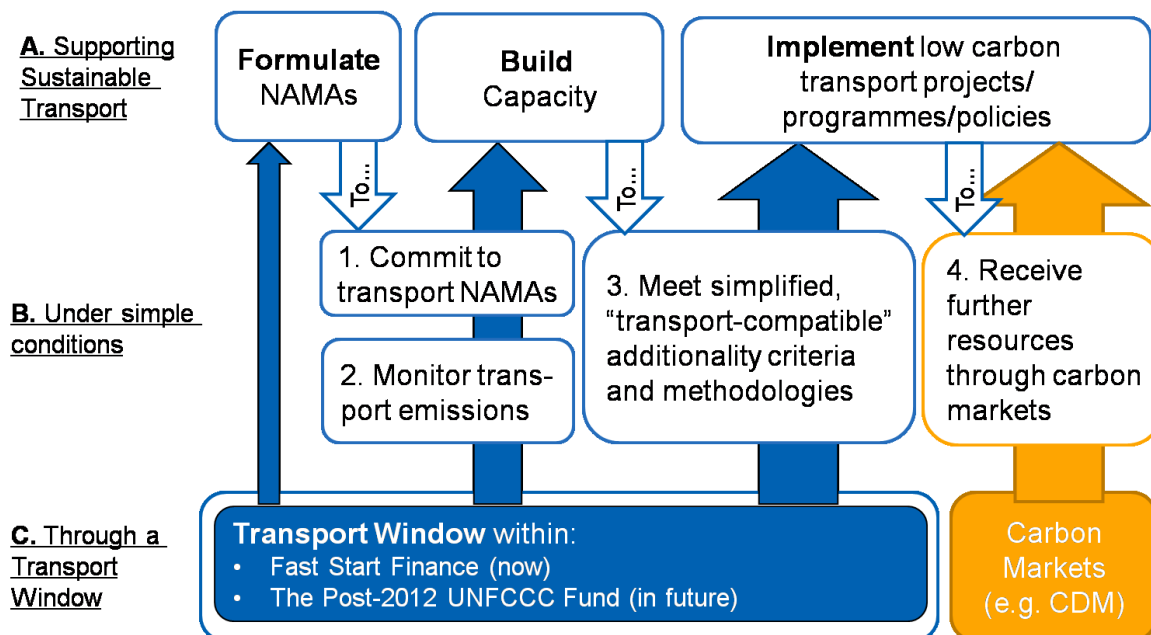 A. Supporting
Sustainable
Transport
Formulate
NAMAs
Build
Capacity
Implement low carbon
transport projects/
programmes/policies
To...
To...
To...
B. Under simple
conditions
1. Commit to
transport NAMAs
2. Monitor trans-
port emissions
3. Meet simplified,
“transport-compatible”
additionality criteria
and methodologies
4. Receive
further
resources
through carbon
markets
C. Through a
Transport
Window
Transport Window within:
• Fast Start Finance (now)
• The Post-2012 UNFCCC Fund (in future)
Carbon
Markets
(e.g. CDM)